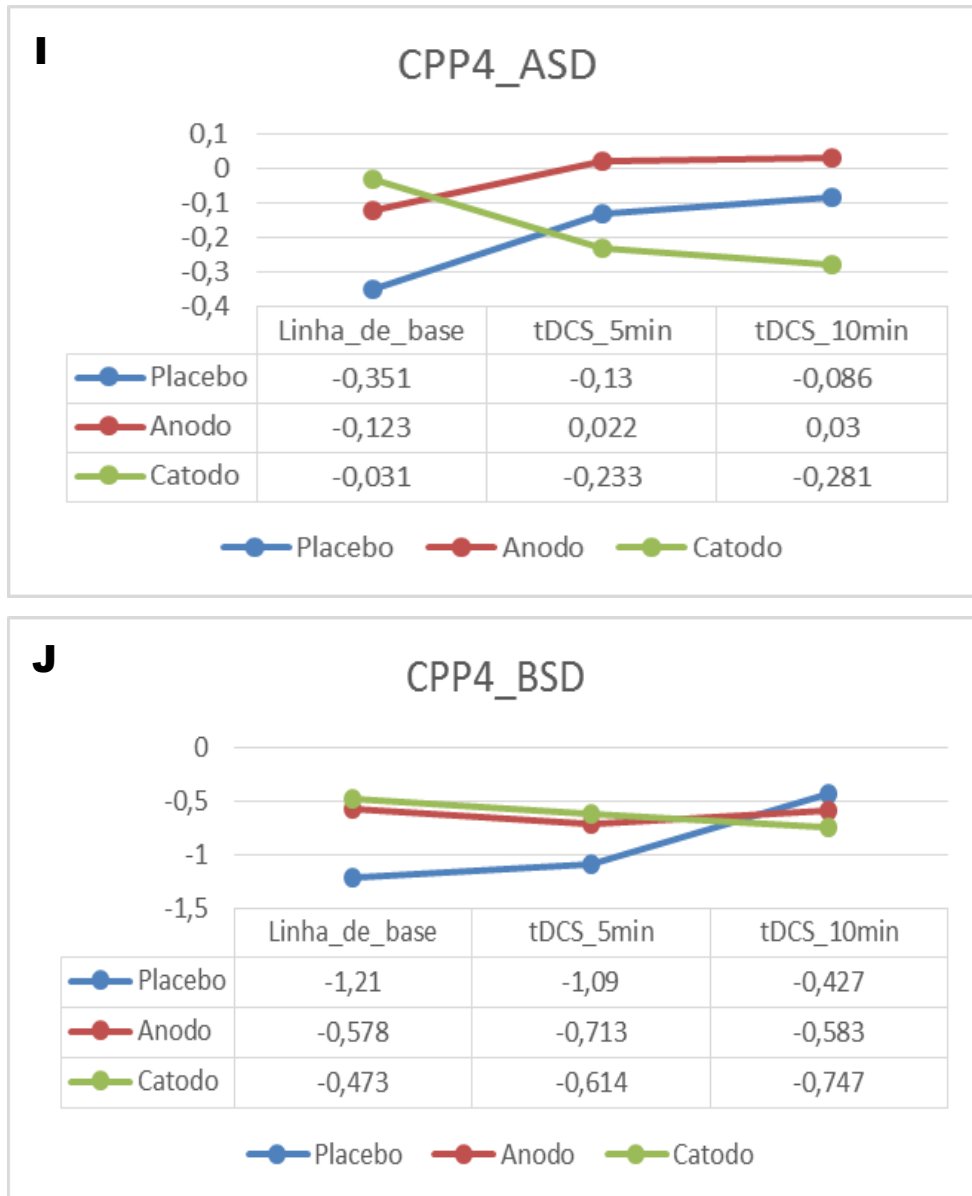 I
CPP4_ASD
0,1
0
-0,1
-0,2
-0,3
-0,4
Linha_de_base tDCS_5min tDCS_10min
Placebo -0,351 -0,13 -0,086
Anodo -0,123 0,022 0,03
Catodo -0,031 -0,233 -0,281
Placebo Anodo Catodo
J
CPP4_BSD
0
-0,5
-1
-1,5
Linha_de_base tDCS_5min tDCS_10min
Placebo -1,21 -1,09 -0,427
Anodo -0,578 -0,713 -0,583
Catodo -0,473 -0,614 -0,747
Placebo Anodo Catodo